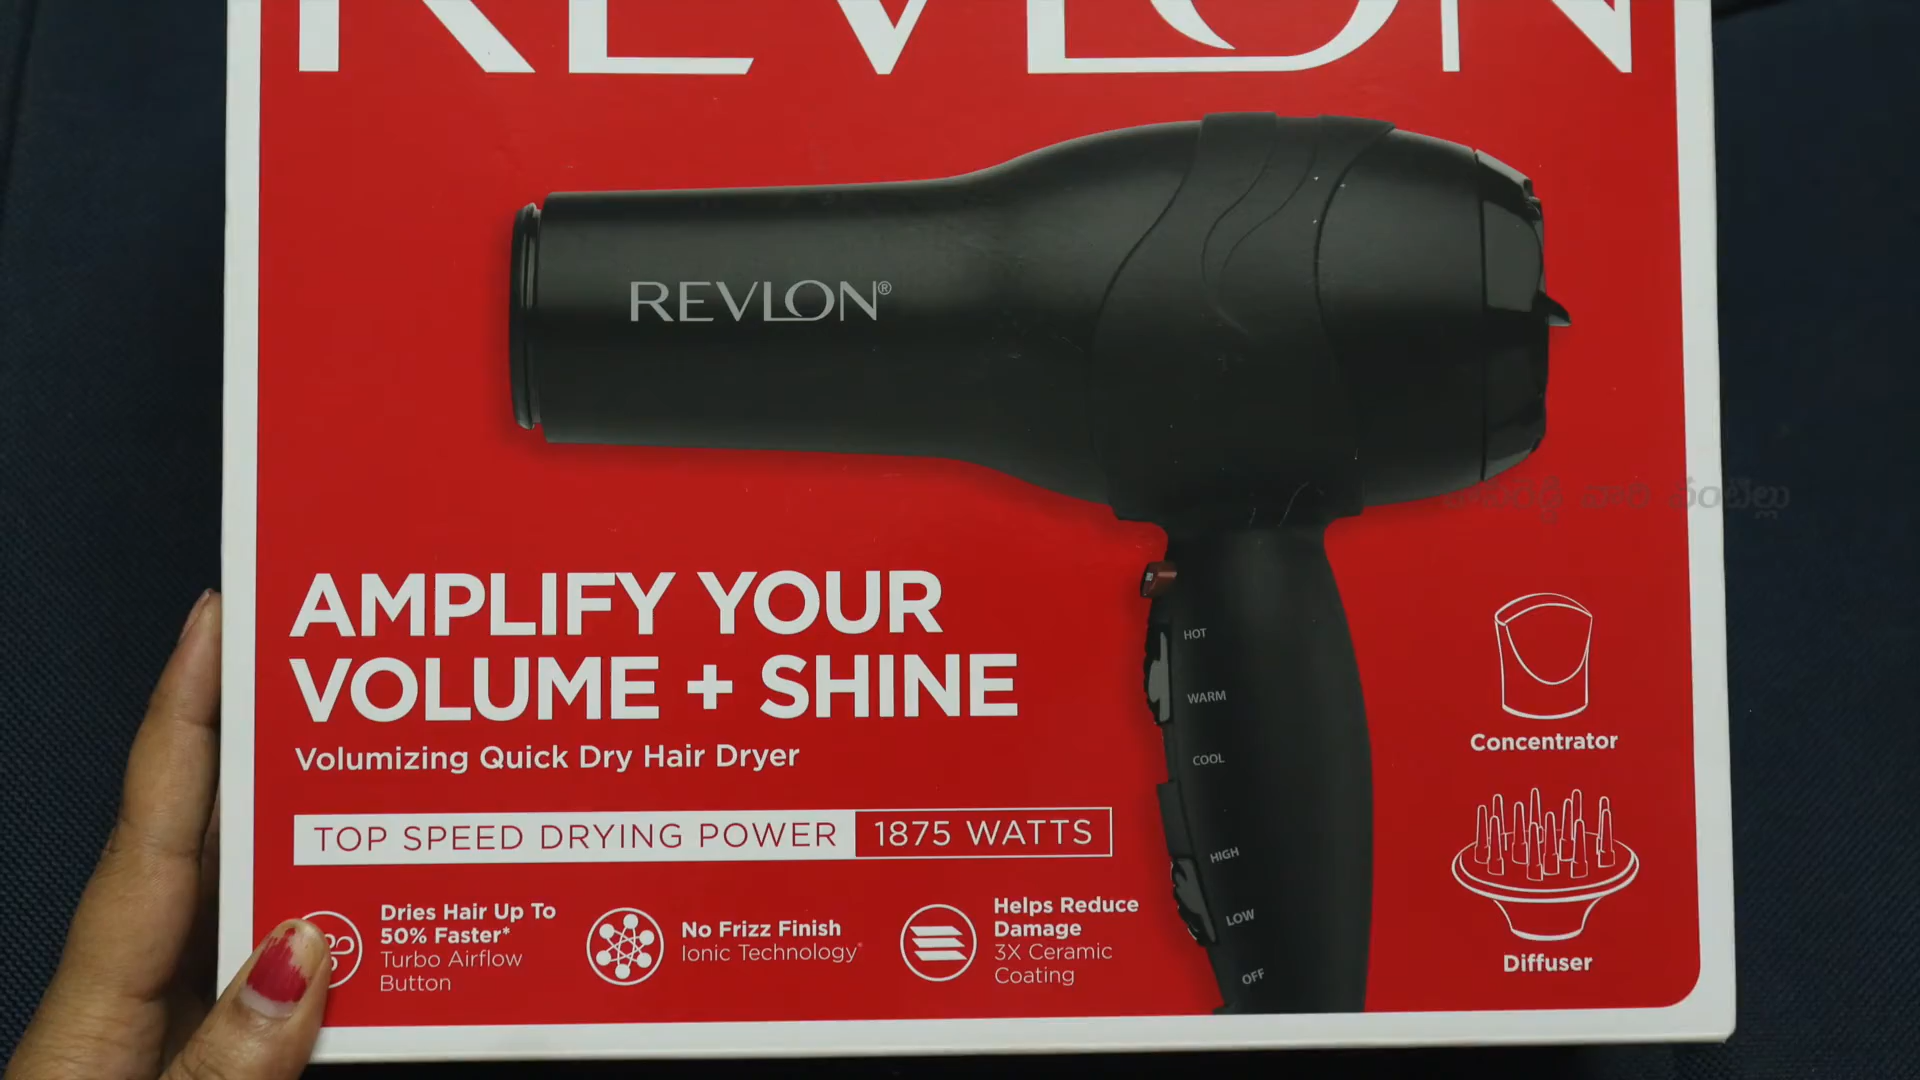 REVLON
REVLON®
వారి వంటల్లు
AMPLIFY YOUR
VOLUME + SHINE
Volumizing Quick Dry Hair Dryer
TOP SPEED DRYING POWER 1875 WATTS
Dries Hair Up To
50% Faster*
Turbo Airflow
Button
No Frizz Finish
Ionic Technology*
Helps Reduce
Damage
3X Ceramic
Coating
HOT
WARM
COOL
HIGH
LOW
OFF
Concentrator
Diffuser